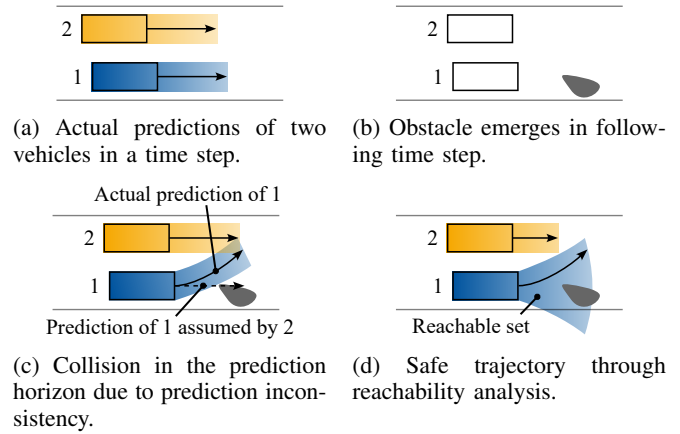 2
1
(a) Actual predictions of two
vehicles in a time step.
2
1
(b) Obstacle emerges in follow-
ing time step.
Actual prediction of 1
2
1
Prediction of 1 assumed by 2
(c) Collision in the prediction
horizon due to prediction incon-
sistency.
2
1
Reachable set
(d) Safe trajectory through
reachability analysis.